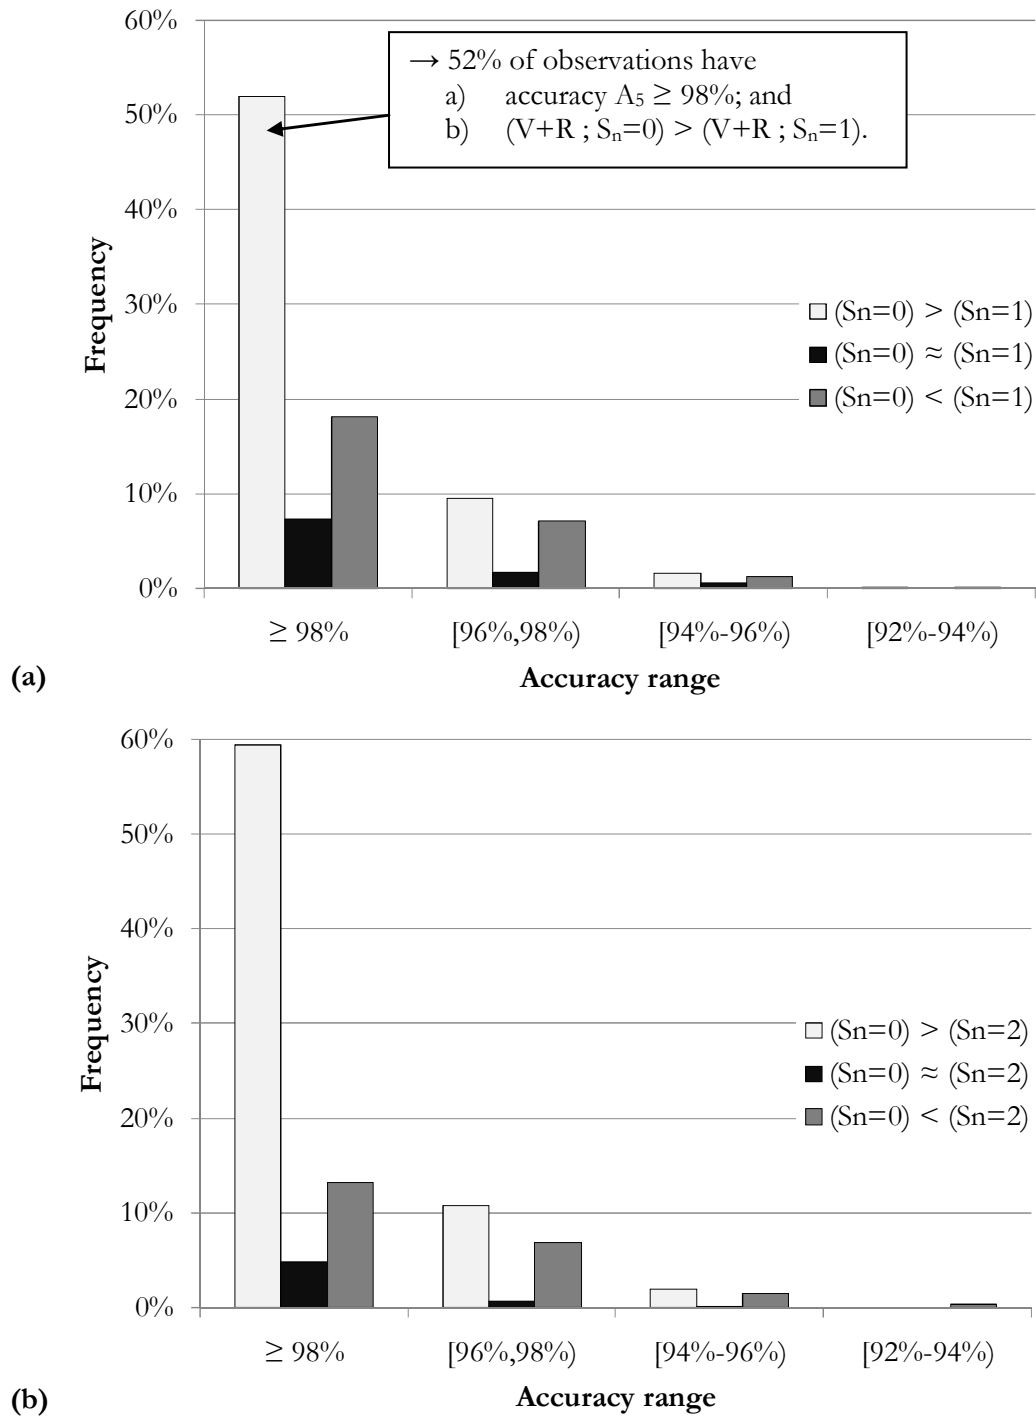 60%
→ 52% of observations have
a) accuracy A₅ ≥ 98%; and
b) (V+R ; Sₙ=0) > (V+R ; Sₙ=1).
50%
40%
30%
20%
10%
0%
Frequency
(Sn=0) > (Sn=1)
(Sn=0) ≈ (Sn=1)
(Sn=0) < (Sn=1)
≥ 98% [96%,98%) [94%-96%) [92%-94%)
(a)
Accuracy range
60%
50%
40%
30%
20%
10%
0%
Frequency
(Sn=0) > (Sn=2)
(Sn=0) ≈ (Sn=2)
(Sn=0) < (Sn=2)
≥ 98% [96%,98%) [94%-96%) [92%-94%)
(b)
Accuracy range